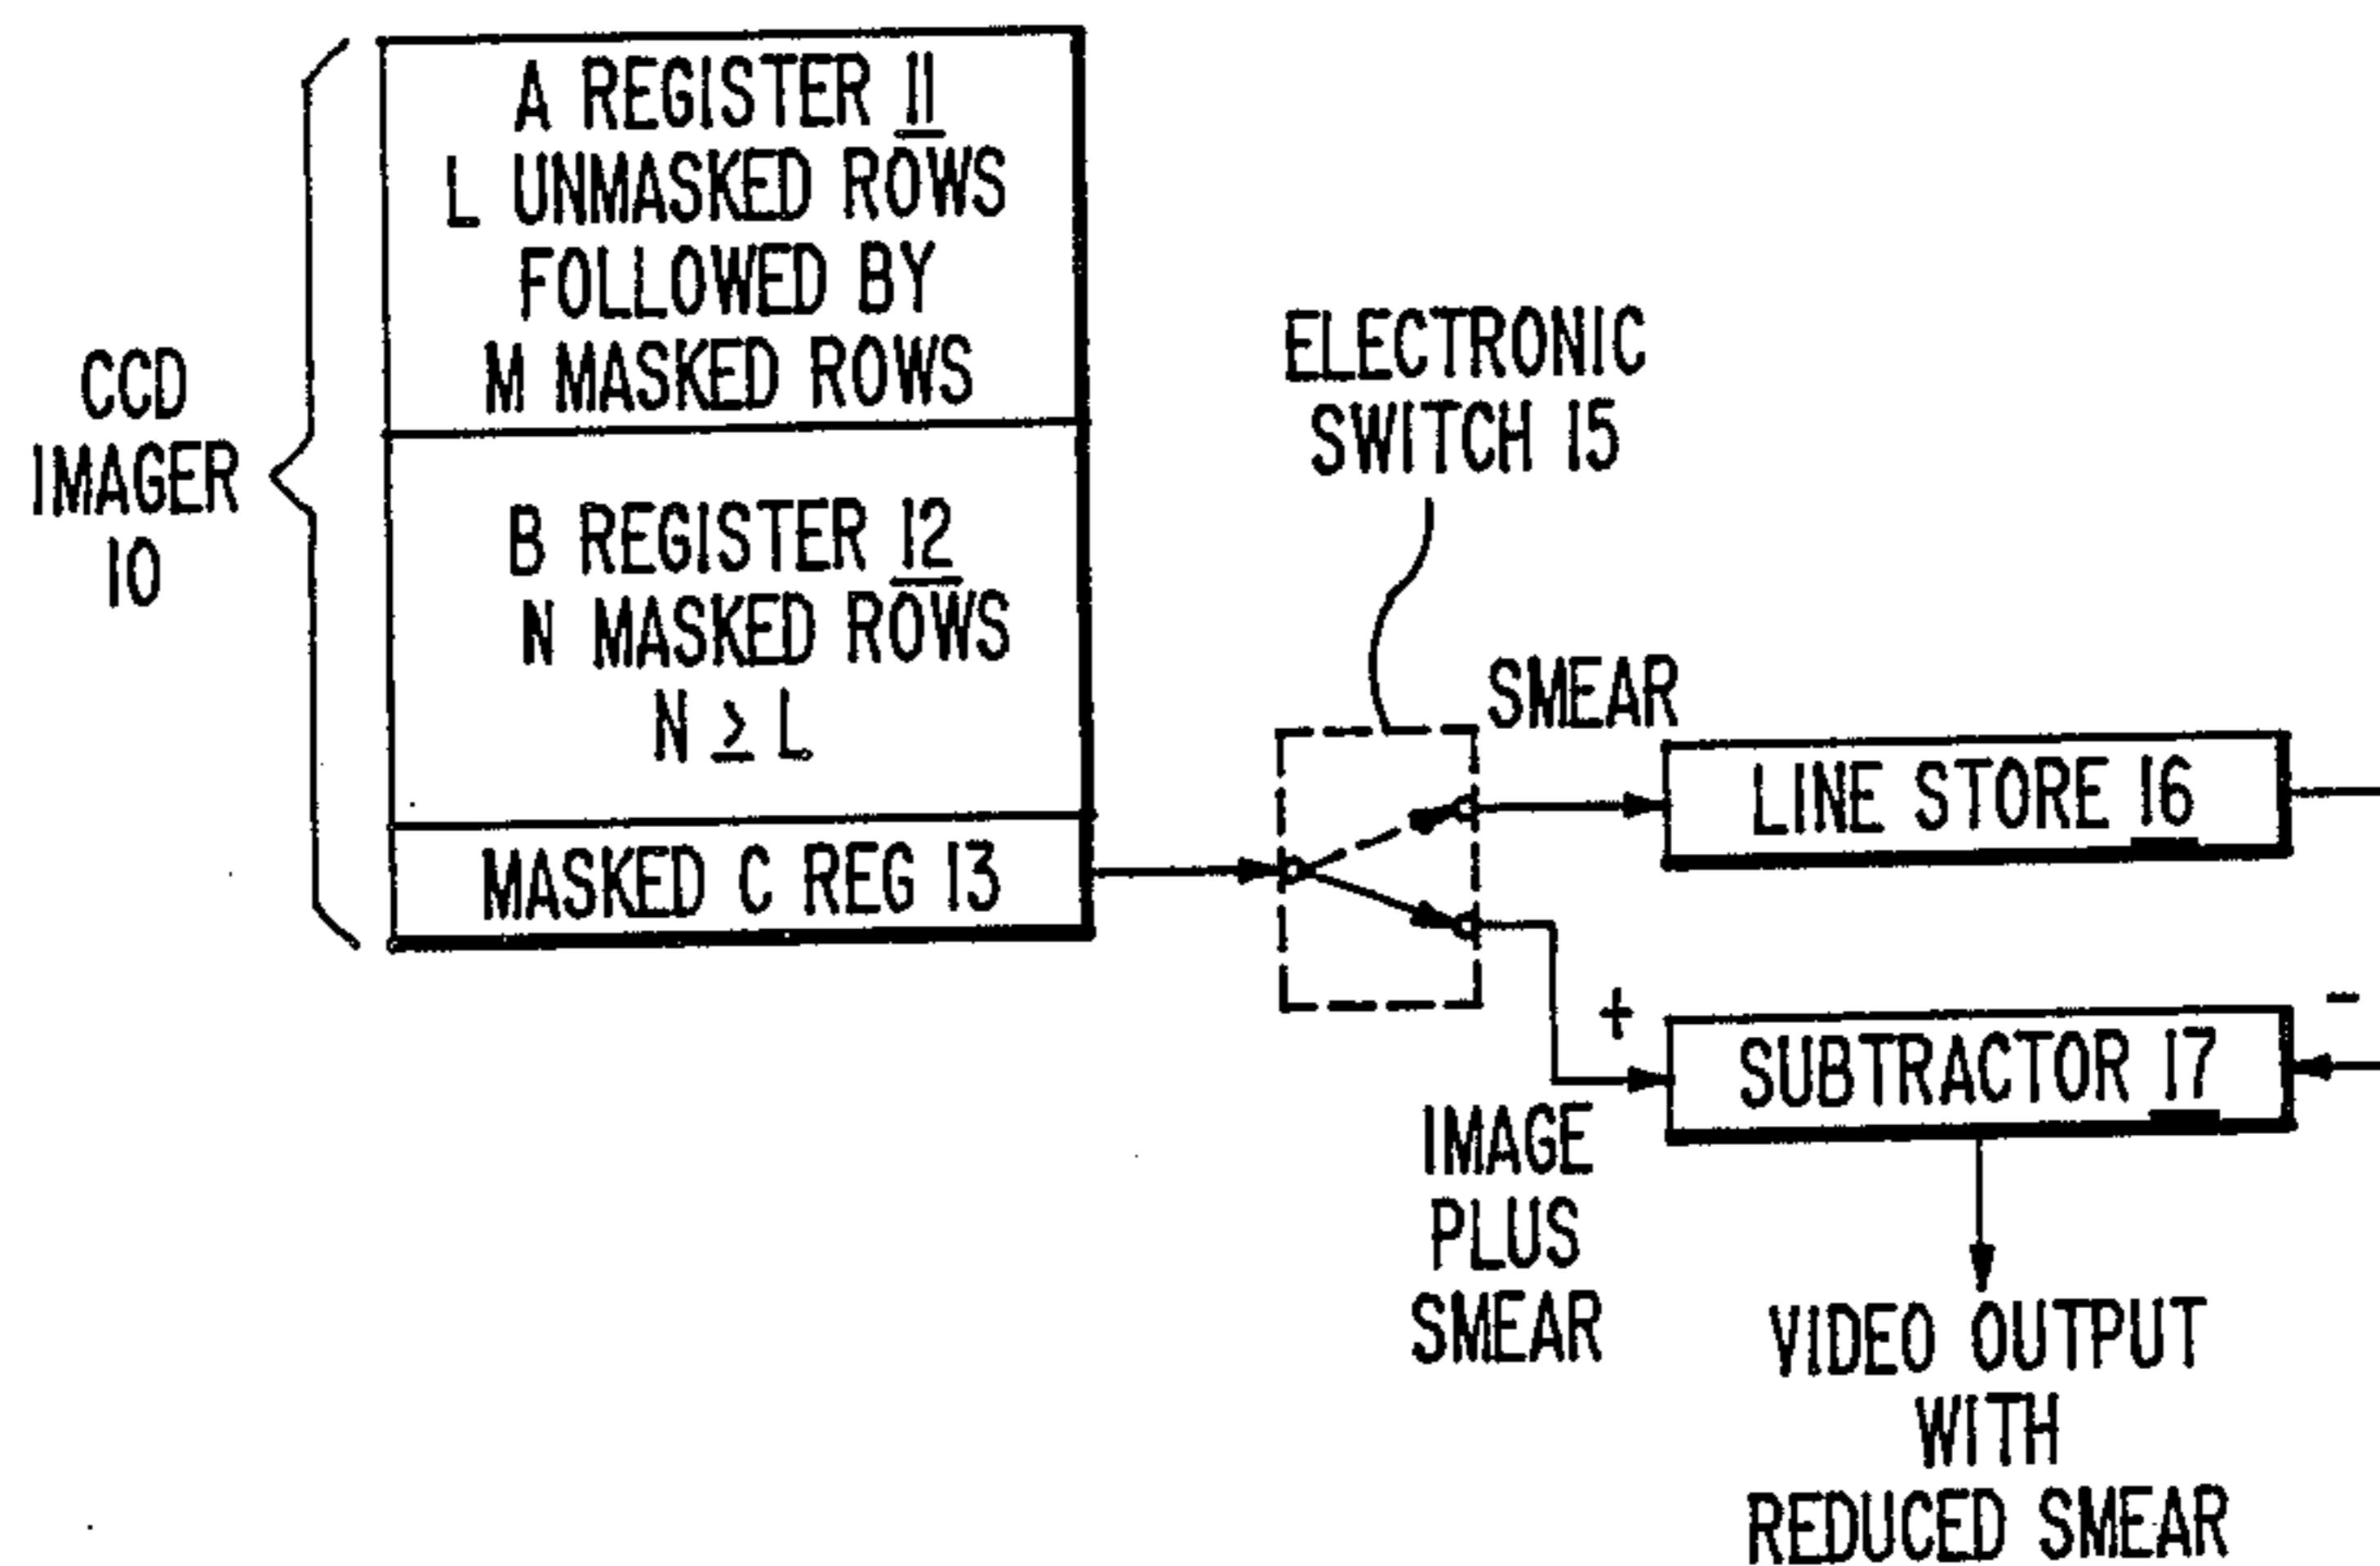 CCD
IMAGER
10
A REGISTER 11
L UNMASKED ROWS
FOLLOWED BY
M MASKED ROWS
B REGISTER 12
N MASKED ROWS
N ≥ L
MASKED C REG 13
ELECTRONIC
SWITCH 15
SMEAR
LINE STORE 16
+
-
SUBTRACTOR 17
IMAGE
PLUS
SMEAR
VIDEO OUTPUT
WITH
REDUCED SMEAR